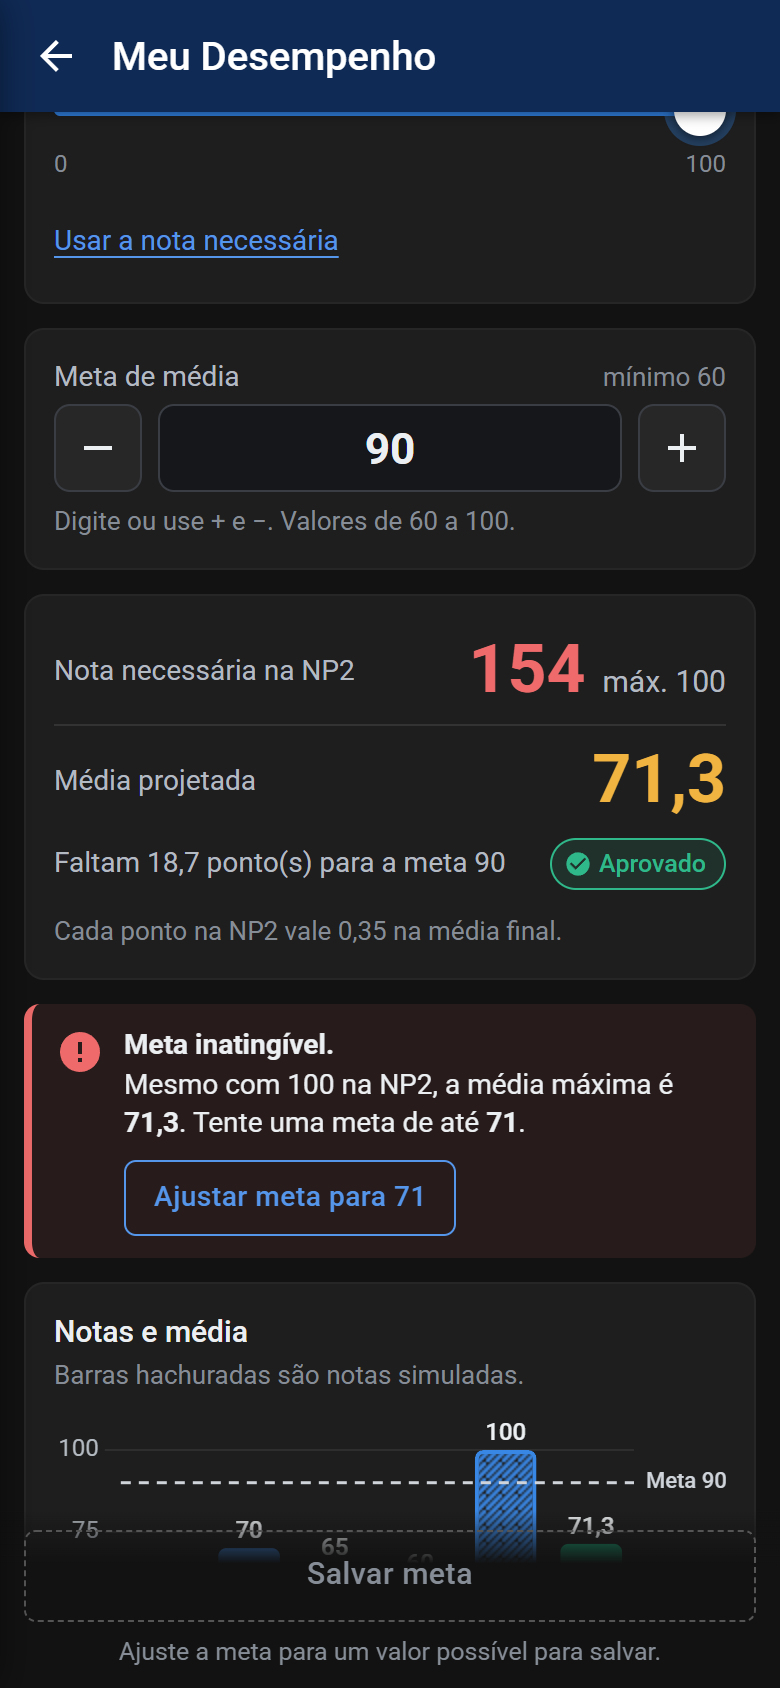 Meu Desempenho
0
100
Usar a nota necessária
Meta de média
mínimo 60
90
Digite ou use + e −. Valores de 60 a 100.
Nota necessária na NP2
154 máx. 100
Média projetada
71,3
Faltam 18,7 ponto(s) para a meta 90
Aprovado
Cada ponto na NP2 vale 0,35 na média final.
Meta inatingível.
Mesmo com 100 na NP2, a média máxima é
71,3. Tente uma meta de até 71.
Ajustar meta para 71
Notas e média
Barras hachuradas são notas simuladas.
100
100
Meta 90
75
70
65
71,3
Salvar meta
Ajuste a meta para um valor possível para salvar.